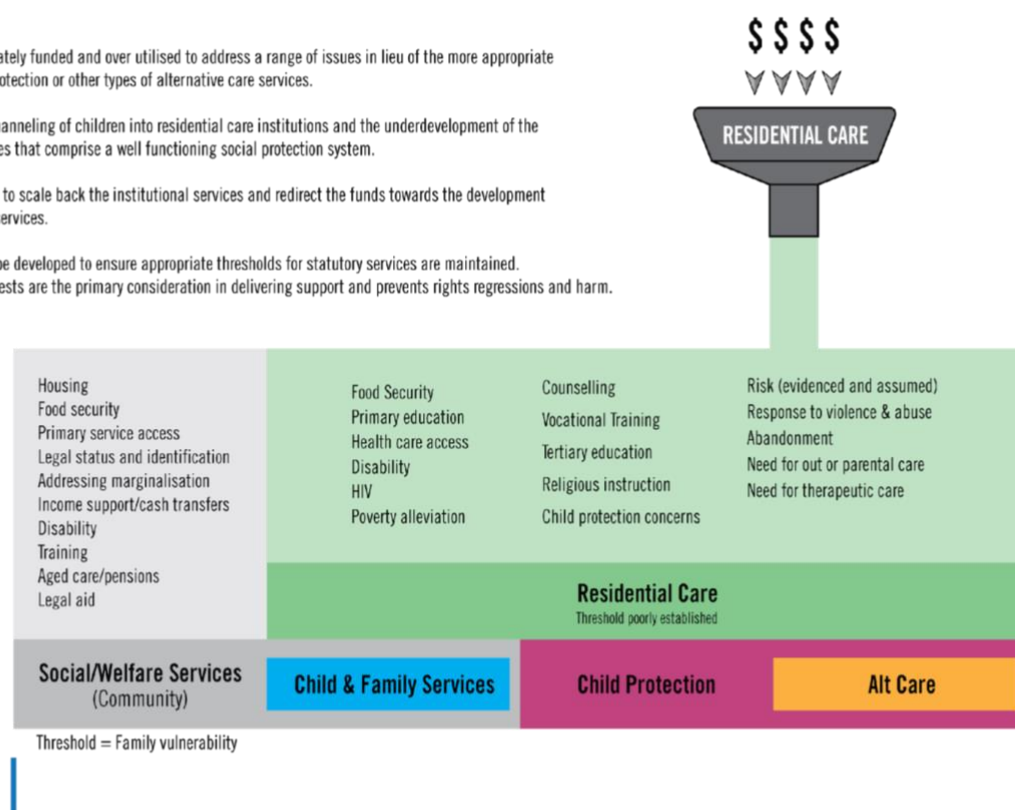 $ $ $ $
ately funded and over utilised to address a range of issues in lieu of the more appropriate
otection or other types of alternative care services.
anneling of children into residential care institutions and the underdevelopment of the
es that comprise a well functioning social protection system.
to scale back the institutional services and redirect the funds towards the development
ervices.
be developed to ensure appropriate thresholds for statutory services are maintained.
ests are the primary consideration in delivering support and prevents rights regressions and harm.
RESIDENTIAL CARE
Housing
Food security
Primary service access
Legal status and identification
Addressing marginalisation
Income support/cash transfers
Disability
Training
Aged care/pensions
Legal aid
Food Security
Primary education
Health care access
Disability
HIV
Poverty alleviation
Counselling
Vocational Training
Tertiary education
Religious instruction
Child protection concerns
Risk (evidenced and assumed)
Response to violence & abuse
Abandonment
Need for out or parental care
Need for therapeutic care
Residential Care
Threshold poorly established
Social/Welfare Services
(Community)
Child & Family Services
Child Protection
Alt Care
Threshold = Family vulnerability